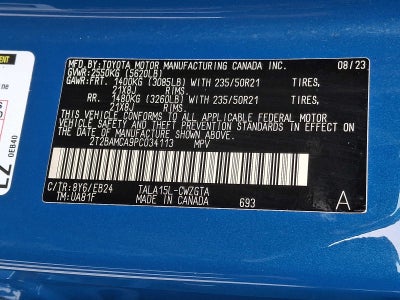 MFD.BY:TOYOTA MOTOR MANUFACTURING CANADA INC. 08/23
GVWR:2550KG (5620LB)
GAWR:FRT. 1400KG (3085LB) WITH 235/50R21 TIRES,
21X8J RIMS.
RR. 1480KG (3260LB) WITH 235/50R21 TIRES,
21X8J RIMS.
THIS VEHICLE CONFORMS TO ALL APPLICABLE FEDERAL MOTOR
VEHICLE SAFETY AND THEFT PREVENTION STANDARDS IN EFFECT ON
THE DATE OF MANUFACTURE SHOWN ABOVE.
2T2BAMCA9PC034113 MPV
C/TR:8Y6/EB24 TALA15L-CWZGTA A
TM:UA81F 693
0EB40